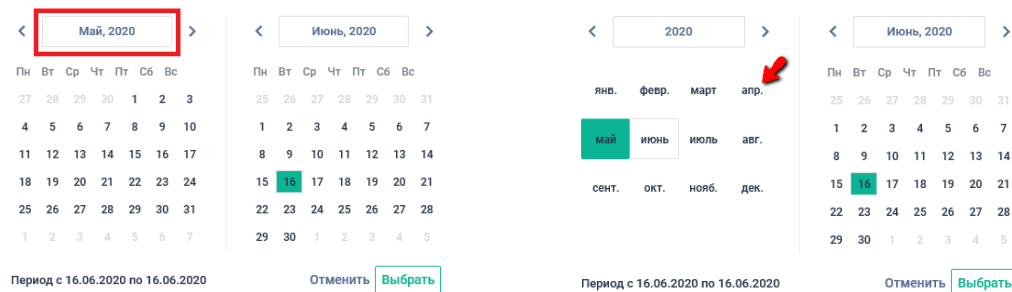 Май, 2020
Июнь, 2020
Пн Вт Ср Чт Пт Сб Вс
27 28 29 30 1 2 3
4 5 6 7 8 9 10
11 12 13 14 15 16 17
18 19 20 21 22 23 24
25 26 27 28 29 30 31
1 2 3 4 5 6 7
Пн Вт Ср Чт Пт Сб Вс
25 26 27 28 29 30 31
1 2 3 4 5 6 7
8 9 10 11 12 13 14
15 16 17 18 19 20 21
22 23 24 25 26 27 28
29 30 1 2 3 4 5
Период с 16.06.2020 по 16.06.2020
Отменить Выбрать
2020
Июнь, 2020
янв. февр. март апр.
май июнь июль авг.
сент. окт. нояб. дек.
Пн Вт Ср Чт Пт Сб Вс
25 26 27 28 29 30 31
1 2 3 4 5 6 7
8 9 10 11 12 13 14
15 16 17 18 19 20 21
22 23 24 25 26 27 28
29 30 1 2 3 4 5
Период с 16.06.2020 по 16.06.2020
Отменить Выбрать